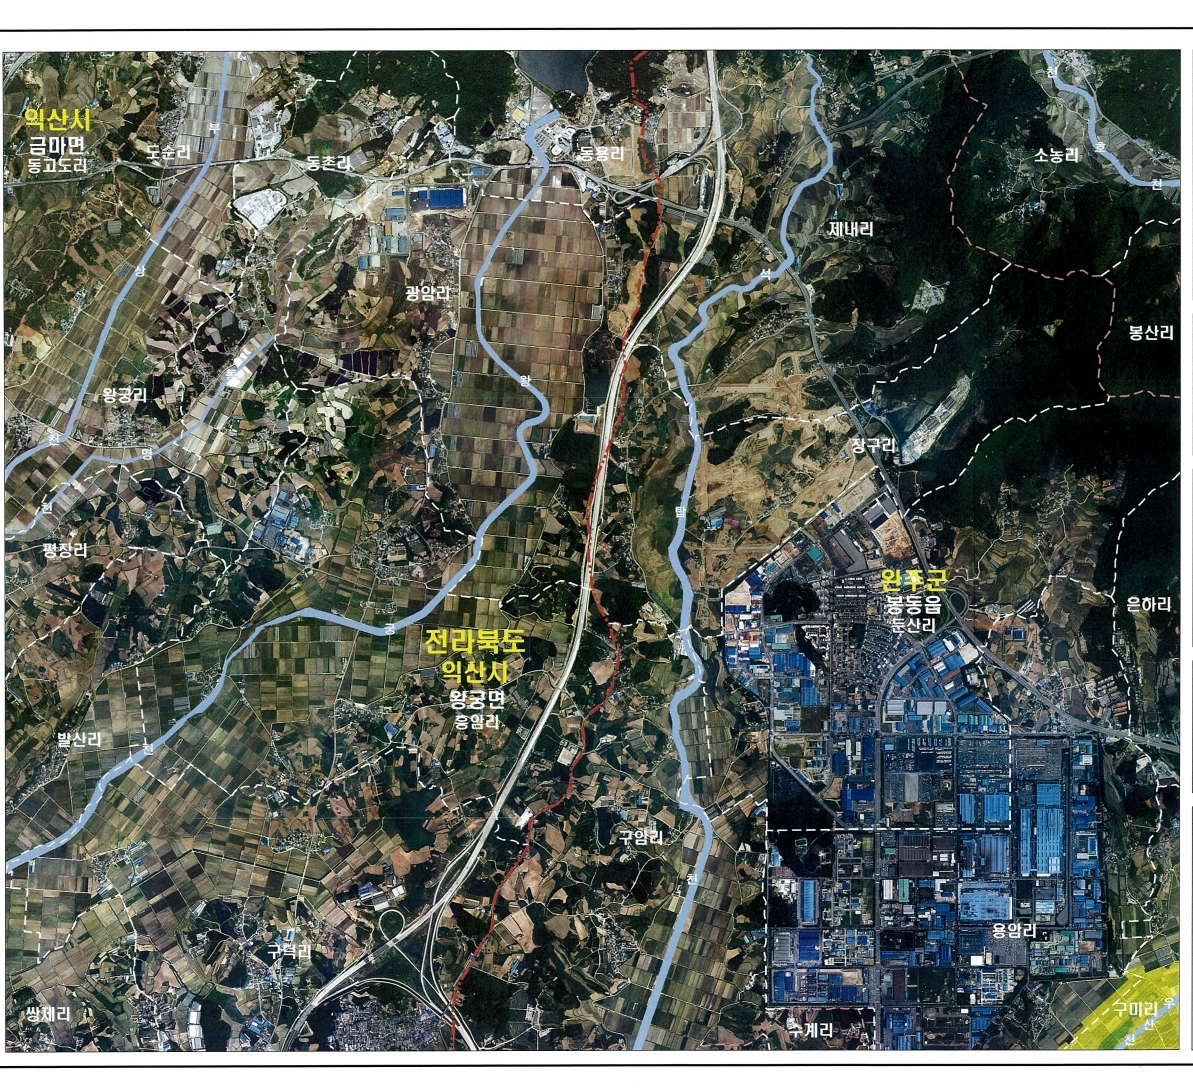 익산시
금마면
동고도리
도순리
동촌리
동용리
부
상
천
소농리
천
호
천
제내리
석
탑
천
광암리
왕
궁
천
봉산리
왕궁리
명
천
장구리
평장리
완주군
봉동읍
둔산리
은하리
전라북도
익산시
왕궁면
흥암리
발산리
구암리
용암리
구덕리
쌍제리
수계리
구미리
우
산
천